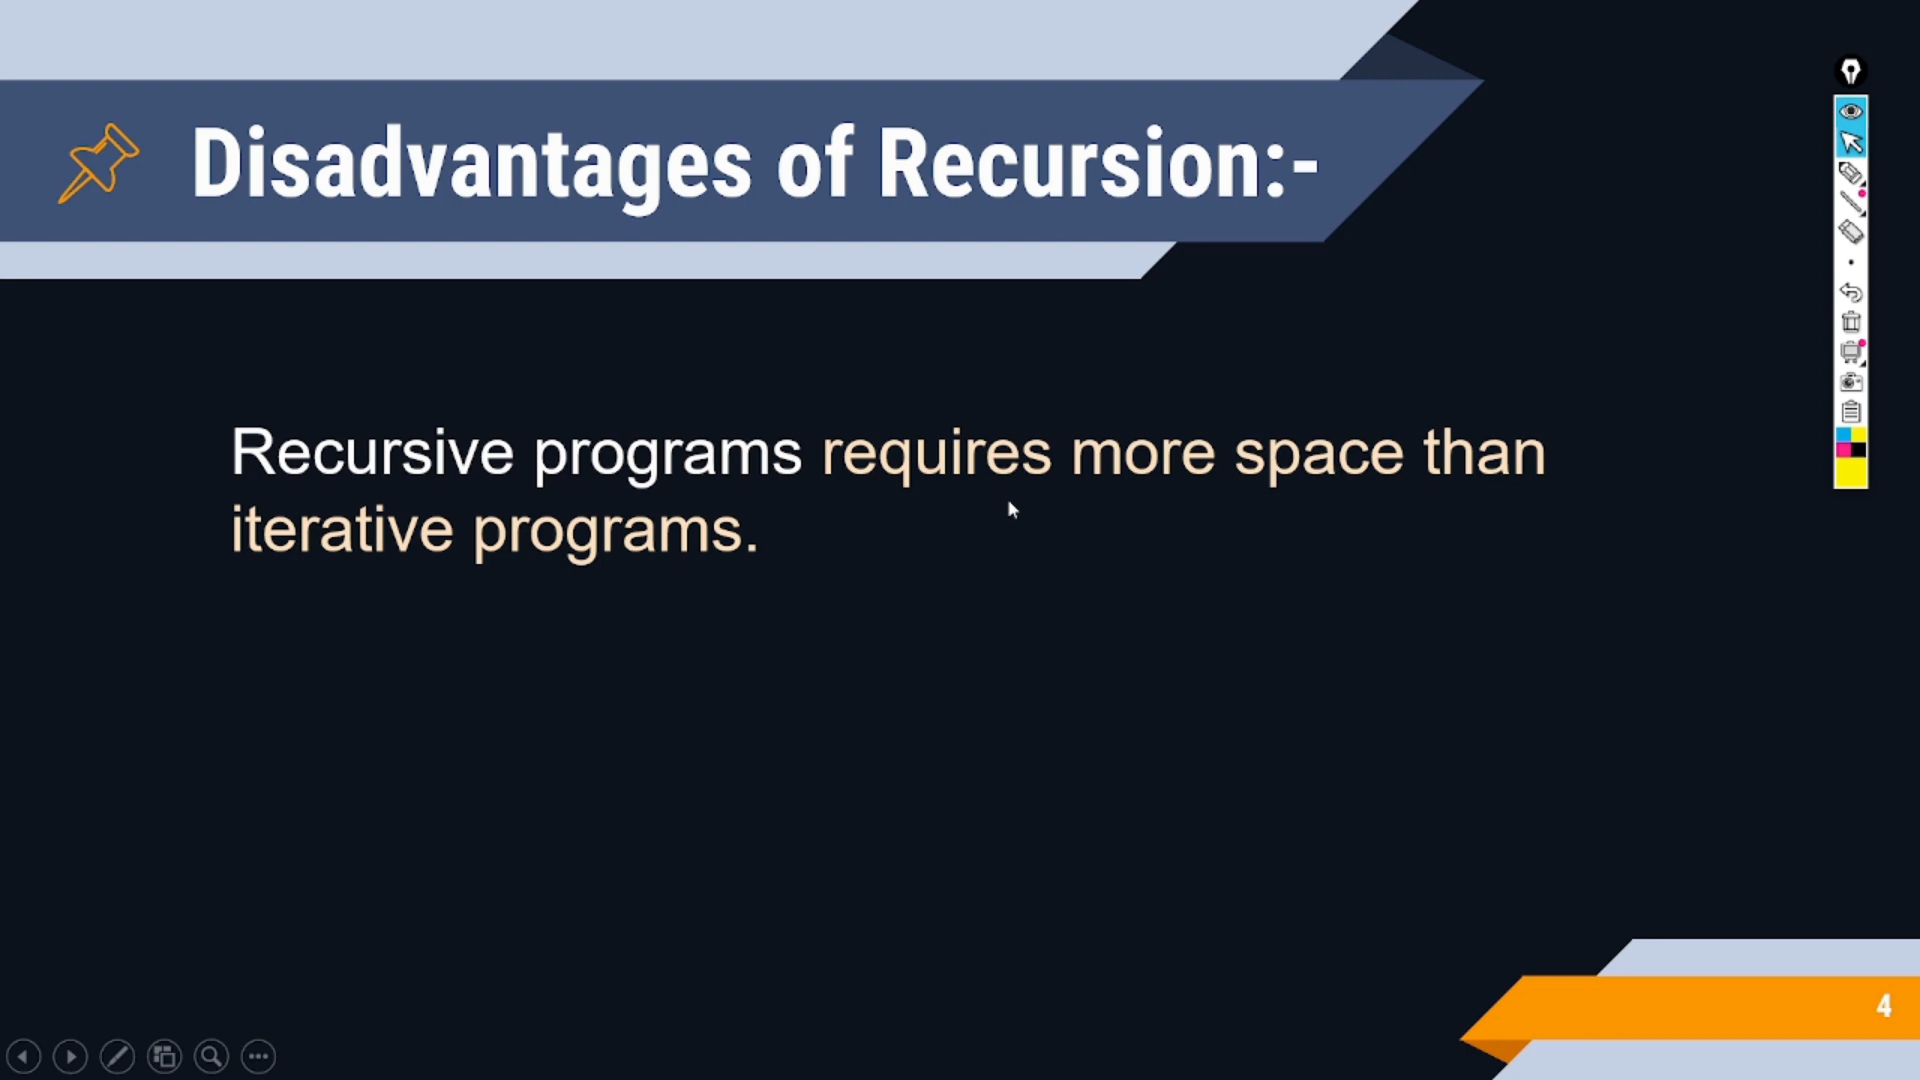 Disadvantages of Recursion:-
Recursive programs requires more space than
iterative programs.
4